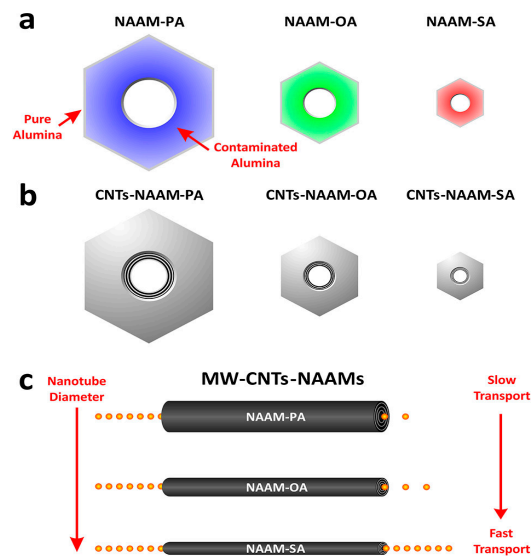 a
NAAM-PA
NAAM-OA
NAAM-SA
Pure
Alumina
Contaminated
Alumina
b
CNTs-NAAM-PA
CNTs-NAAM-OA
CNTs-NAAM-SA
c
MW-CNTs-NAAMs
Nanotube
Diameter
Slow
Transport
NAAM-PA
NAAM-OA
NAAM-SA
Fast
Transport